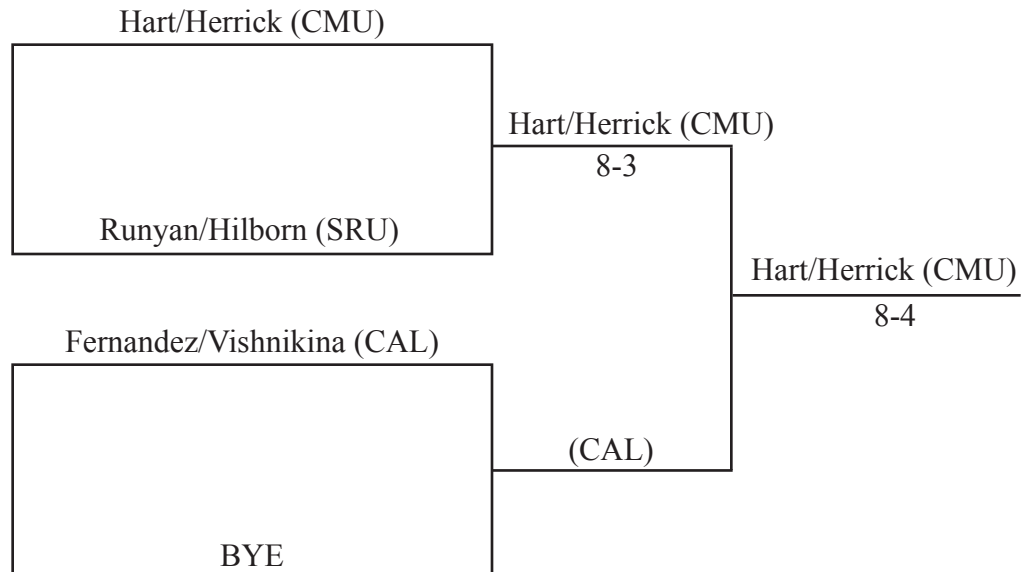 Hart/Herrick (CMU)
Hart/Herrick (CMU)
8-3
Runyan/Hilborn (SRU)
Hart/Herrick (CMU)
8-4
Fernandez/Vishnikina (CAL)
(CAL)
BYE